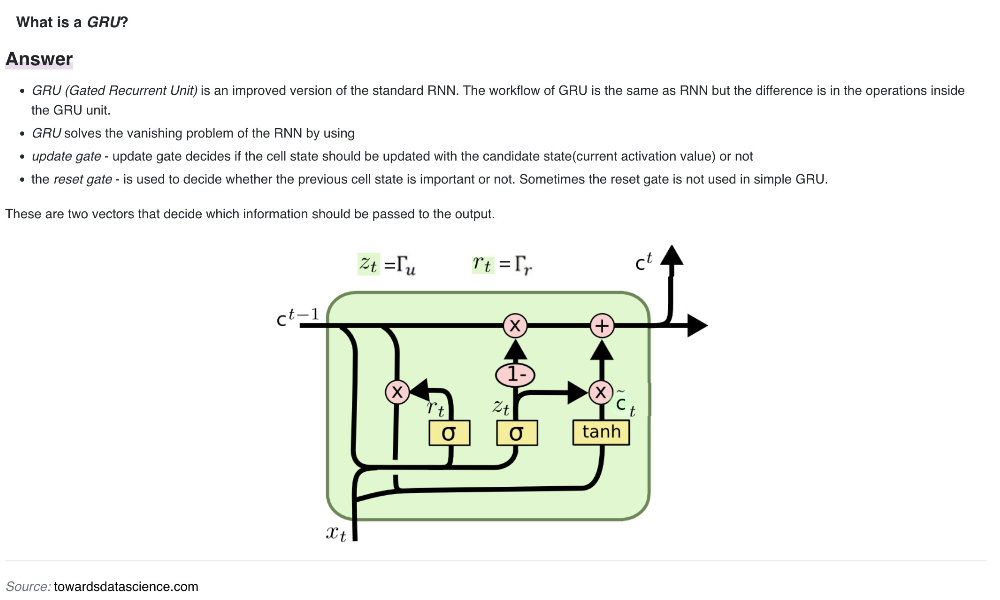 What is a GRU?
Answer
• GRU (Gated Recurrent Unit) is an improved version of the standard RNN. The workflow of GRU is the same as RNN but the difference is in the operations inside
the GRU unit.
• GRU solves the vanishing problem of the RNN by using
• update gate - update gate decides if the cell state should be updated with the candidate state(current activation value) or not
• the reset gate - is used to decide whether the previous cell state is important or not. Sometimes the reset gate is not used in simple GRU.
These are two vectors that decide which information should be passed to the output.
z_t =Γ_u r_t =Γ_r c^t
c^{t−1} x +
1-
x r_t z_t x c̃_t
σ σ tanh
x_t
Source: towardsdatascience.com